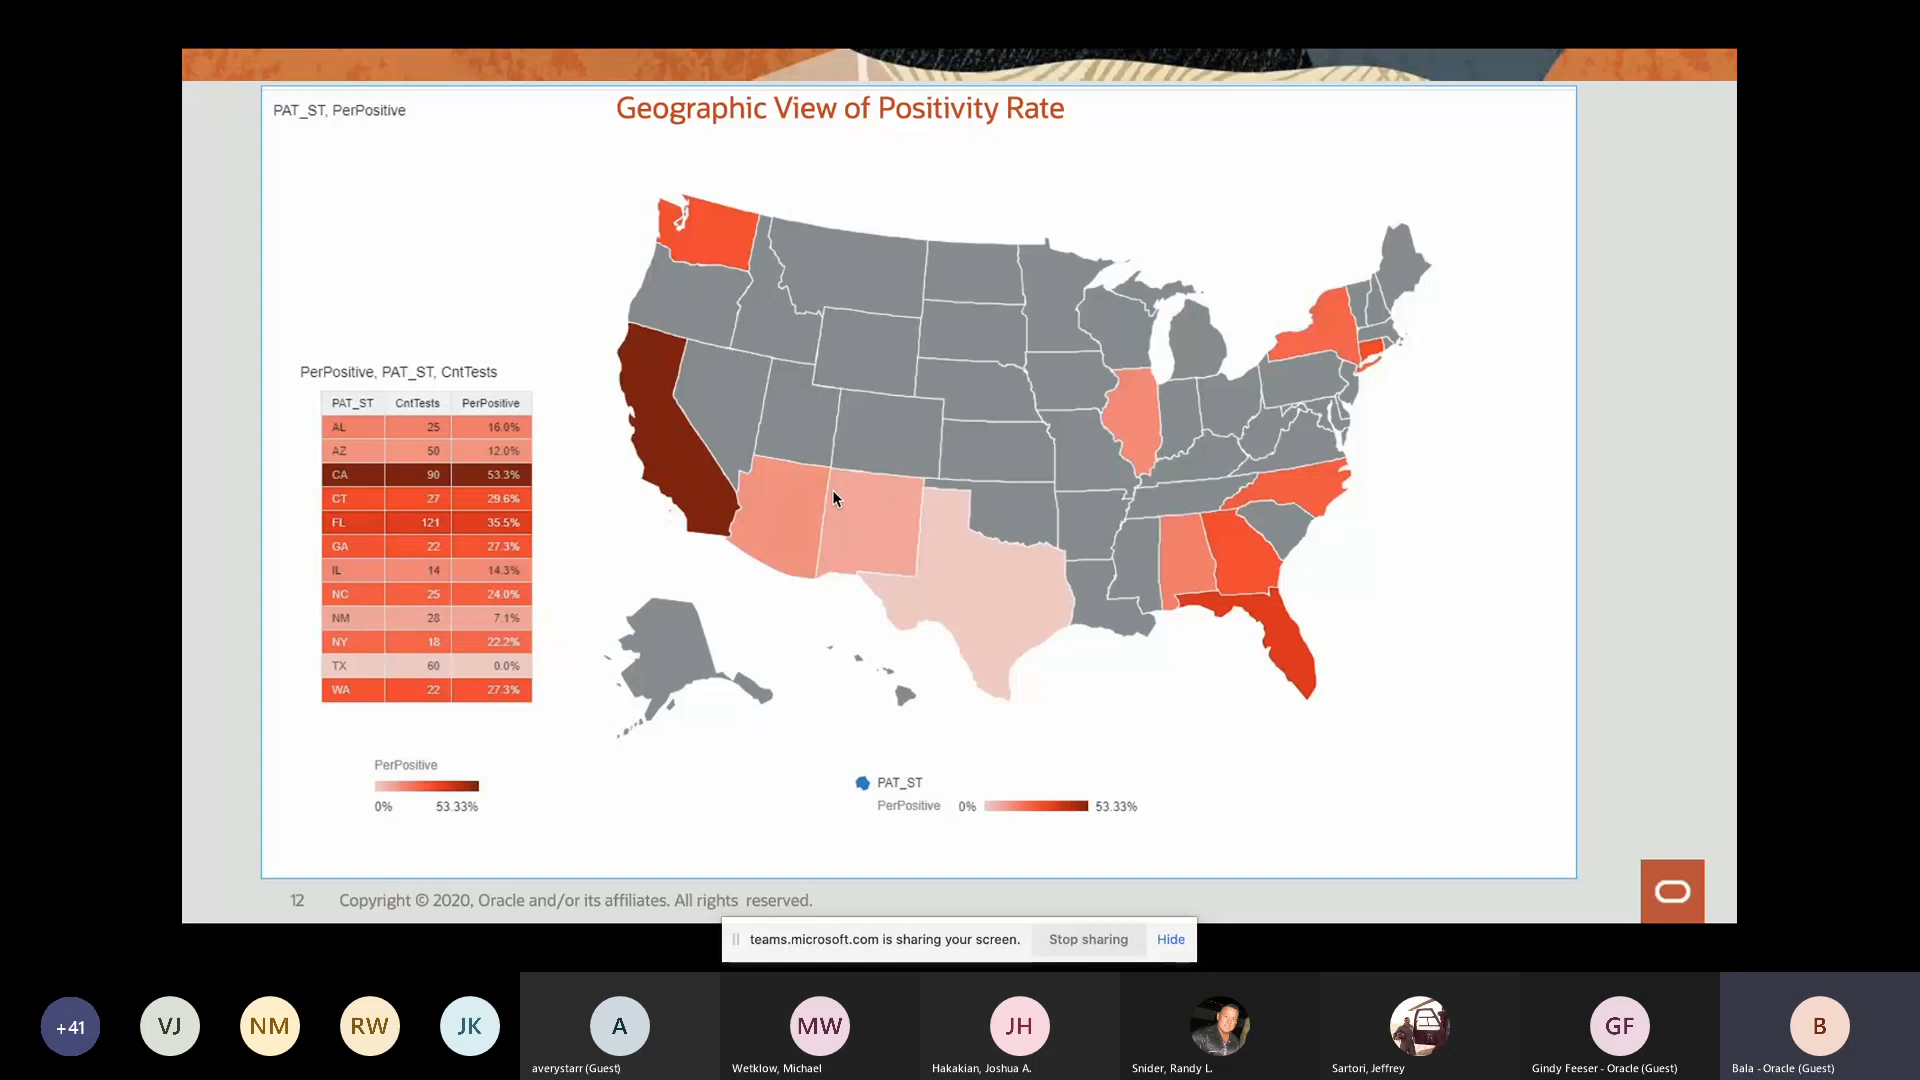 PAT_ST, PerPositive
Geographic View of Positivity Rate
PerPositive, PAT_ST, CntTests
PAT_ST CntTests PerPositive
AL 25 16.0%
AZ 50 12.0%
CA 90 53.3%
CT 27 29.6%
FL 121 35.5%
GA 22 27.3%
IL 14 14.3%
NC 25 24.0%
NM 28 7.1%
NY 18 22.2%
TX 60 0.0%
WA 22 27.3%
PerPositive
0% 53.33%
PAT_ST
PerPositive 0% 53.33%
12 Copyright © 2020, Oracle and/or its affiliates. All rights reserved.
teams.microsoft.com is sharing your screen. Stop sharing Hide
+41 VJ NM RW JK A MW JH GF B
averystarr (Guest) Wetklow, Michael Hakakian, Joshua A. Snider, Randy L. Sartori, Jeffrey Gindy Feeser - Oracle (Guest) Bala - Oracle (Guest)